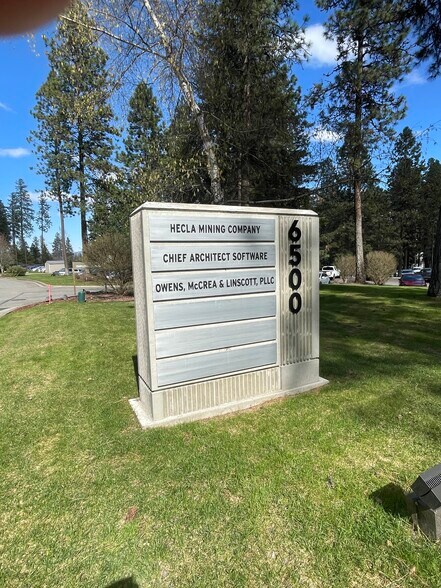 HECLA MINING COMPANY
CHIEF ARCHITECT SOFTWARE
OWENS, McCREA & LINSCOTT, PLLC
6500